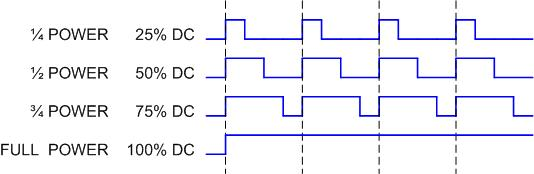 ¼ POWER 25% DC
½ POWER 50% DC
¾ POWER 75% DC
FULL POWER 100% DC